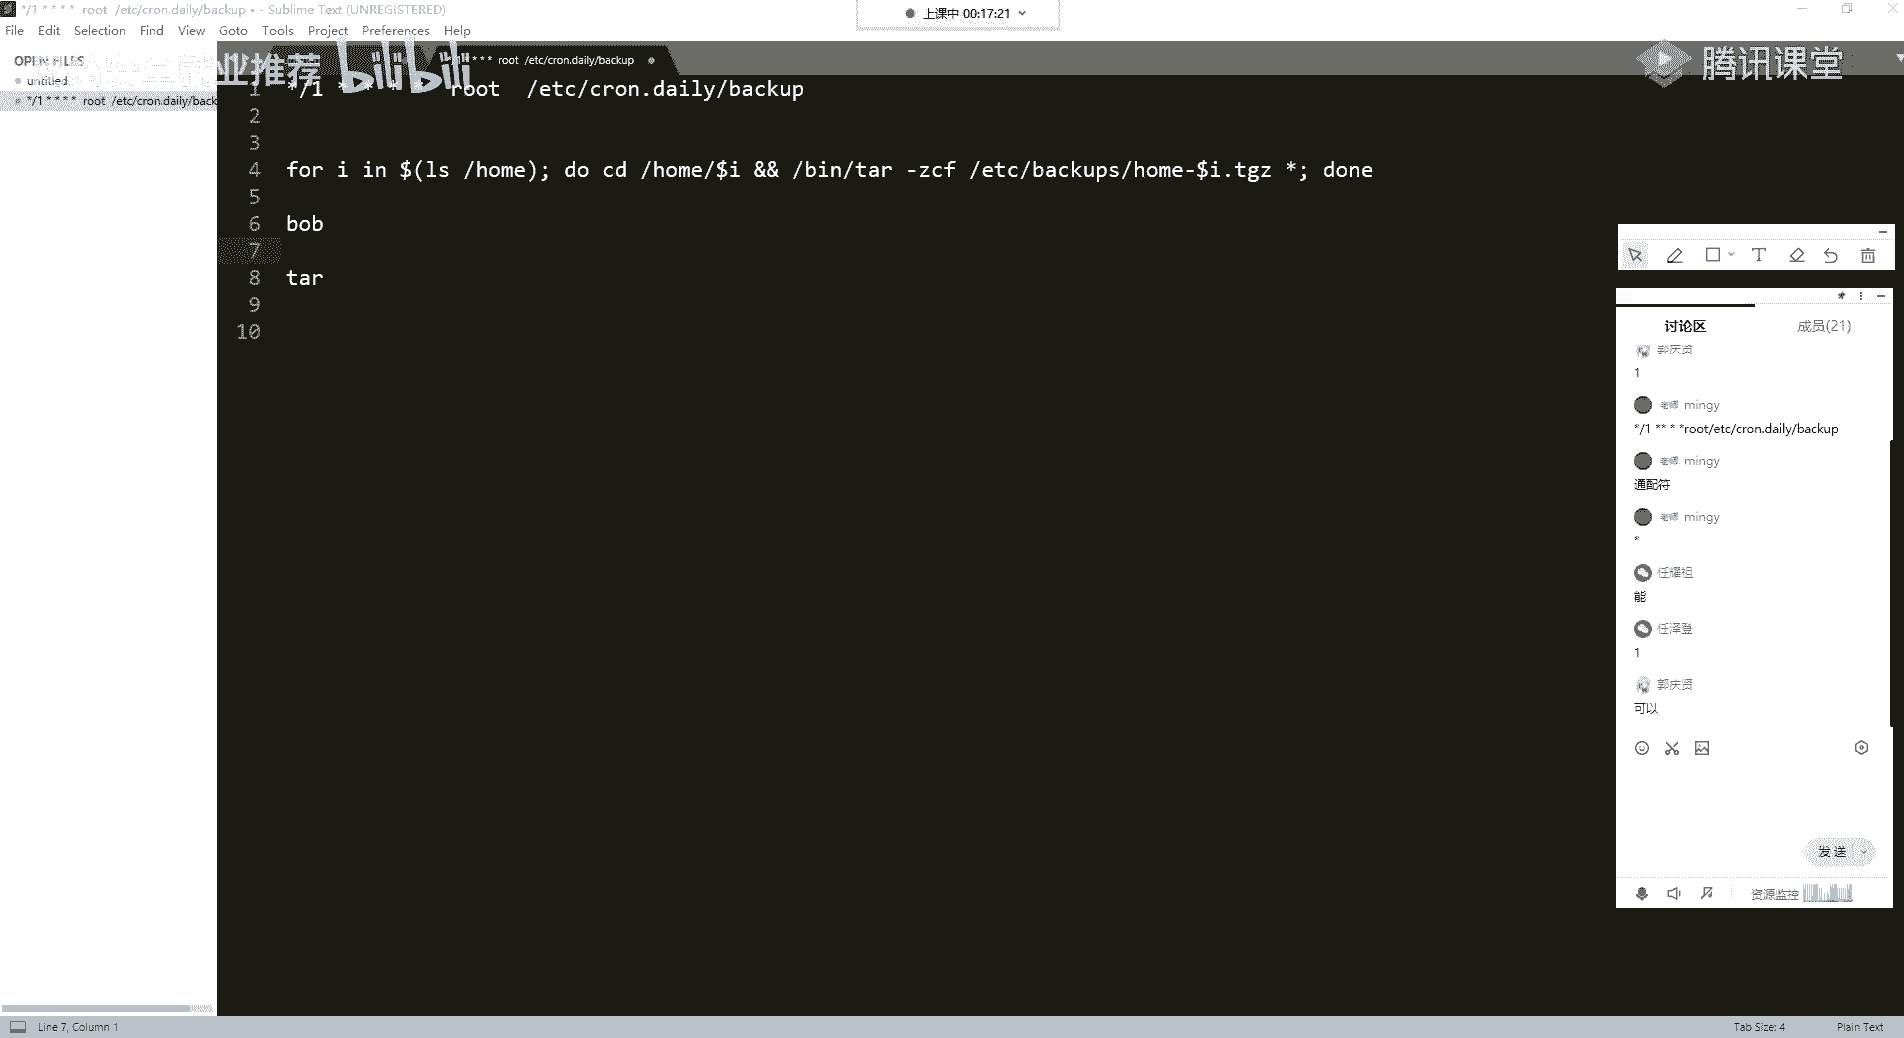 */1 * * * *  root  /etc/cron.daily/backup • - Sublime Text (UNREGISTERED)
上课中 00:17:21
File Edit Selection Find View Goto Tools Project Preferences Help
OPEN FILES
untitled
*/1 * * * *  root  /etc/cron.daily/back
业推荐 bilibili
* * * *  root  /etc/cron.daily/backup
腾讯课堂
1 */1 * * * *  root  /etc/cron.daily/backup
2
3
4 for i in $(ls /home); do cd /home/$i && /bin/tar -zcf /etc/backups/home-$i.tgz *; done
5
6 bob
7
8 tar
9
10
讨论区 成员(21)
郭庆贤
1
老师 mingy
*/1 ** * *root/etc/cron.daily/backup
老师 mingy
通配符
老师 mingy
*
任耀祖
能
任泽登
1
郭庆贤
可以
发送
资源监控
Line 7, Column 1
Tab Size: 4
Plain Text